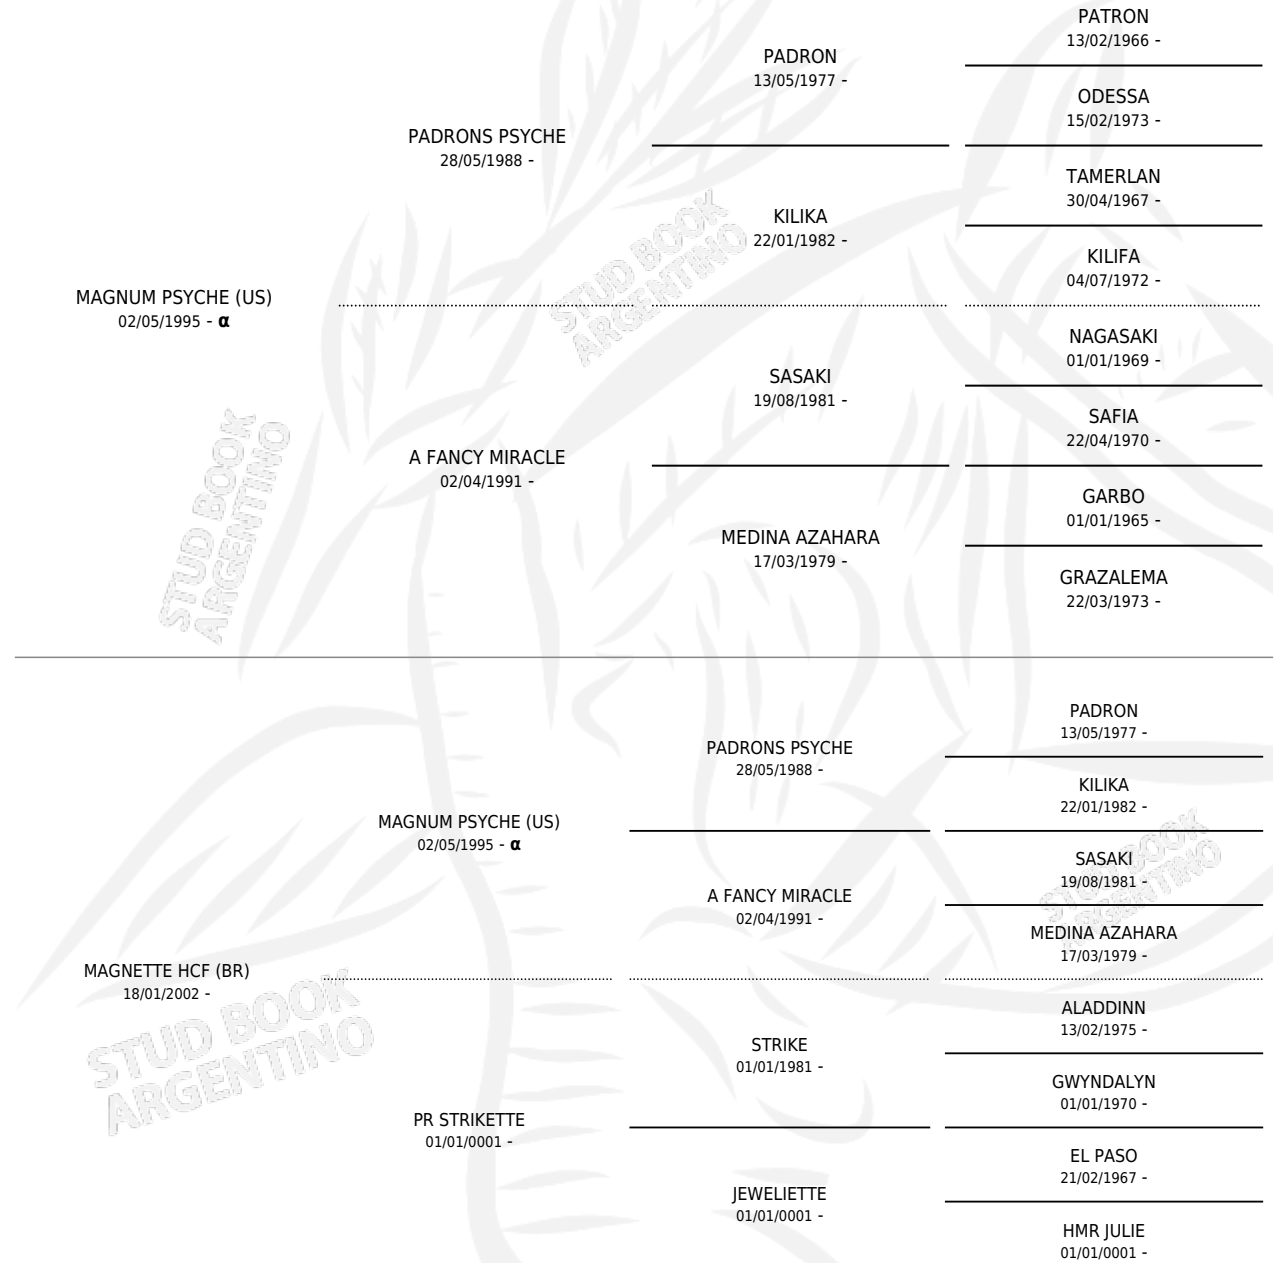 PATRON
13/02/1966 -
PADRON
13/05/1977 -
ODESSA
15/02/1973 -
PADRONS PSYCHE
28/05/1988 -
TAMERLAN
30/04/1967 -
KILIKA
22/01/1982 -
KILIFA
04/07/1972 -
MAGNUM PSYCHE (US)
02/05/1995 - α
NAGASAKI
01/01/1969 -
SASAKI
19/08/1981 -
SAFIA
22/04/1970 -
A FANCY MIRACLE
02/04/1991 -
GARBO
01/01/1965 -
MEDINA AZAHARA
17/03/1979 -
GRAZALEMA
22/03/1973 -
STUD BOOK
ARGENTINO
STUD BOOK
ARGENTINO
PADRON
13/05/1977 -
PADRONS PSYCHE
28/05/1988 -
KILIKA
22/01/1982 -
MAGNUM PSYCHE (US)
02/05/1995 - α
SASAKI
19/08/1981 -
A FANCY MIRACLE
02/04/1991 -
MEDINA AZAHARA
17/03/1979 -
MAGNETTE HCF (BR)
18/01/2002 -
ALADDINN
13/02/1975 -
STRIKE
01/01/1981 -
GWYNDALYN
01/01/1970 -
PR STRIKETTE
01/01/0001 -
EL PASO
21/02/1967 -
JEWELIETTE
01/01/0001 -
HMR JULIE
01/01/0001 -
STUD BOOK
ARGENTINO
STUD BOOK
ARGENTINO